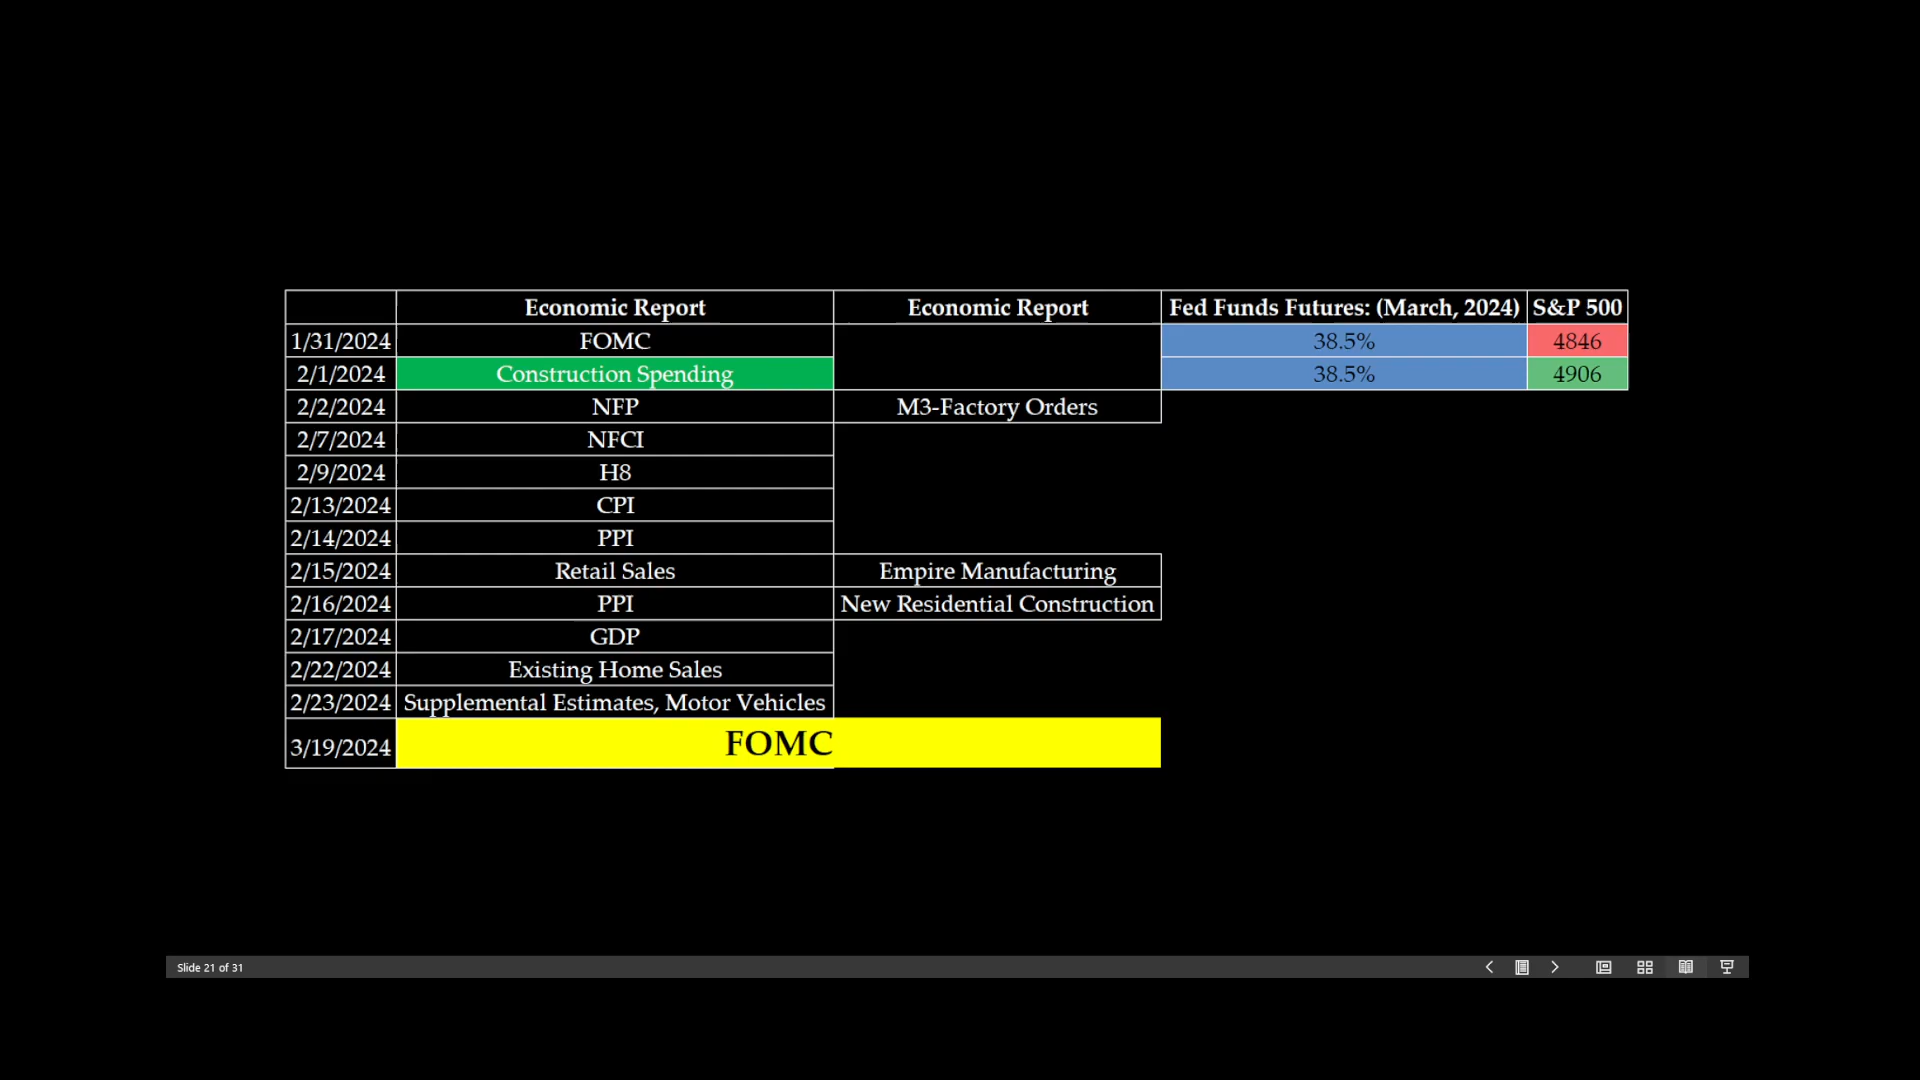 Economic Report Economic Report Fed Funds Futures: (March, 2024) S&P 500
1/31/2024 FOMC 38.5% 4846
2/1/2024 Construction Spending 38.5% 4906
2/2/2024 NFP M3-Factory Orders
2/7/2024 NFCI
2/9/2024 H8
2/13/2024 CPI
2/14/2024 PPI
2/15/2024 Retail Sales Empire Manufacturing
2/16/2024 PPI New Residential Construction
2/17/2024 GDP
2/22/2024 Existing Home Sales
2/23/2024 Supplemental Estimates, Motor Vehicles
3/19/2024 FOMC
Slide 21 of 31